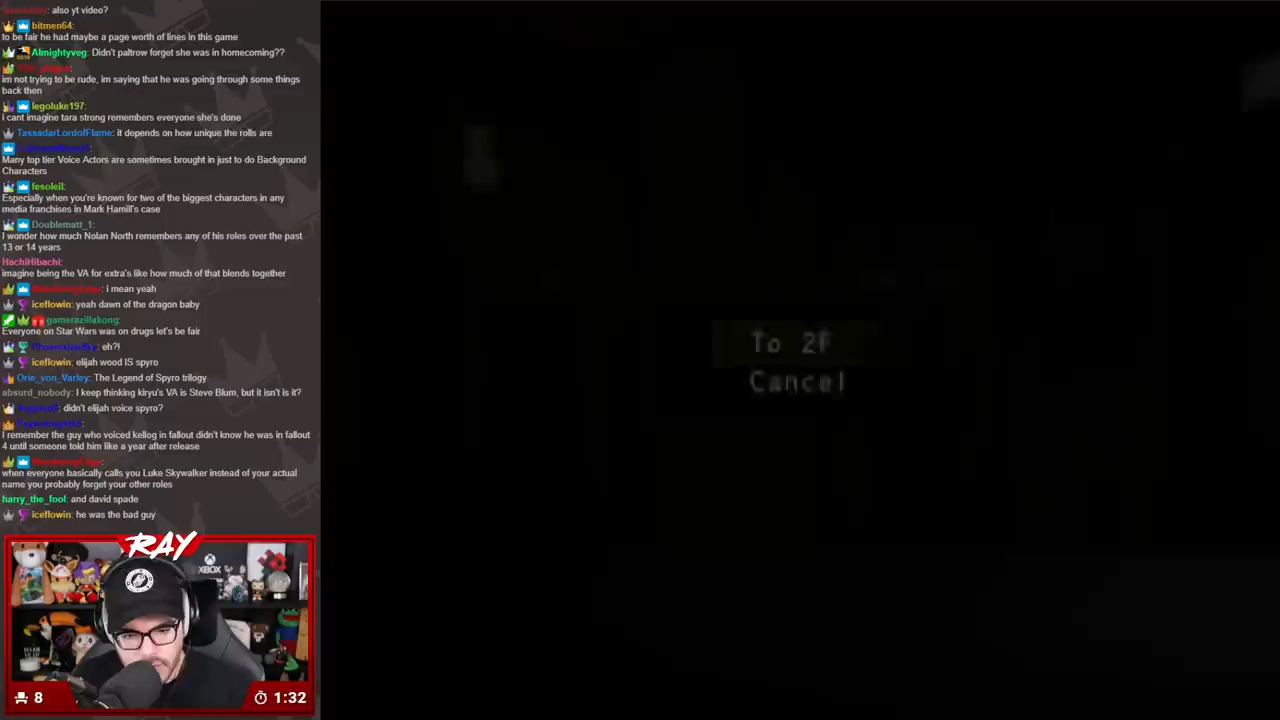 also yt video?
bitmen64:
to be fair he had maybe a page worth of lines in this game
Almightyveg: Didn't paltrow forget she was in homecoming??
im not trying to be rude, im saying that he was going through some things
back then
legoluke197:
i cant imagine tara strong remembers everyone she's done
TassadarLordofFlame: it depends on how unique the rolls are
Many top tier Voice Actors are sometimes brought in just to do Background
Characters
fesoleil:
Especially when you're known for two of the biggest characters in any
media franchises in Mark Hamill's case
Doublematt_1:
I wonder how much Nolan North remembers any of his roles over the past
13 or 14 years
HachiHibachi:
imagine being the VA for extra's like how much of that blends together
i mean yeah
iceflowin: yeah dawn of the dragon baby
gamerazillakong:
Everyone on Star Wars was on drugs let's be fair
eh?!
iceflowin: elijah wood IS spyro
Orie_von_Varley: The Legend of Spyro trilogy
absurd_nobody: I keep thinking kiryu's VA is Steve Blum, but it isn't is it?
didn't elijah voice spyro?
I remember the guy who voiced kellog in fallout didn't know he was in fallout
4 until someone told him like a year after release
when everyone basically calls you Luke Skywalker instead of your actual
name you probably forget your other roles
harry_the_fool: and david spade
iceflowin: he was the bad guy
RAY
XBOX
8
1:32
To 2F
Cancel